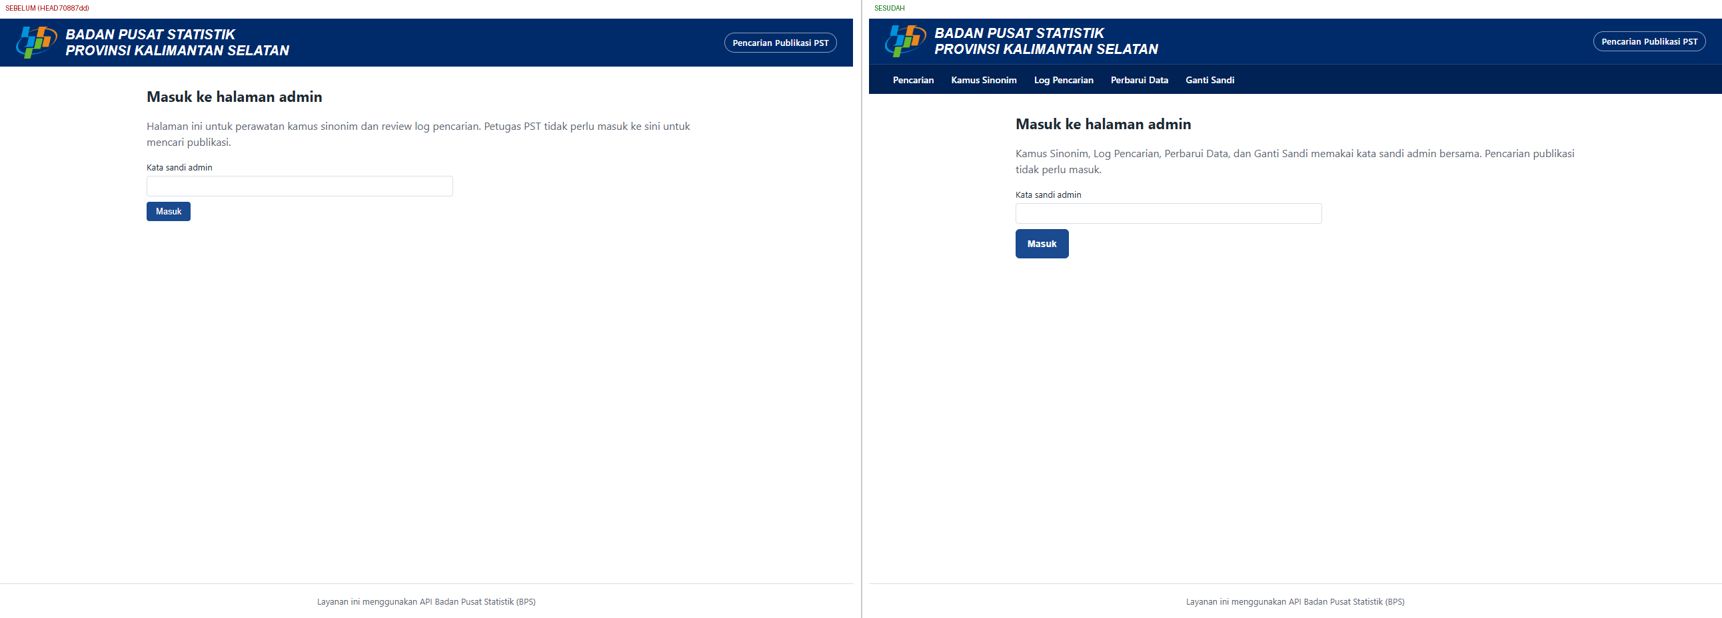 SEBELUM (HEAD 70887dd)
BADAN PUSAT STATISTIK
PROVINSI KALIMANTAN SELATAN
Pencarian Publikasi PST
Masuk ke halaman admin
Halaman ini untuk perawatan kamus sinonim dan review log pencarian. Petugas PST tidak perlu masuk ke sini untuk
mencari publikasi.
Kata sandi admin
Masuk
Layanan ini menggunakan API Badan Pusat Statistik (BPS)
SESUDAH
BADAN PUSAT STATISTIK
PROVINSI KALIMANTAN SELATAN
Pencarian Publikasi PST
Pencarian Kamus Sinonim Log Pencarian Perbarui Data Ganti Sandi
Masuk ke halaman admin
Kamus Sinonim, Log Pencarian, Perbarui Data, dan Ganti Sandi memakai kata sandi admin bersama. Pencarian publikasi
tidak perlu masuk.
Kata sandi admin
Masuk
Layanan ini menggunakan API Badan Pusat Statistik (BPS)